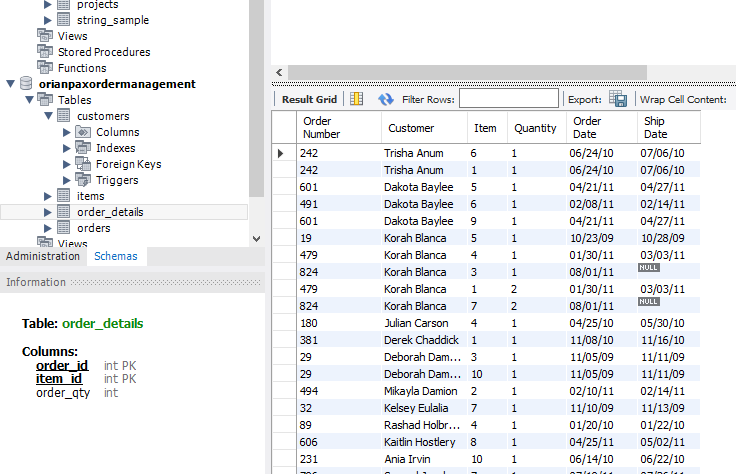 projects
string_sample
Views
Stored Procedures
Functions
orianpaxordermanagement
Tables
customers
Columns
Indexes
Foreign Keys
Triggers
items
order_details
orders
Views
Administration Schemas
Information
Table: order_details
Columns:
order_id int PK
item_id int PK
order_qty int
Result Grid Filter Rows: Export: Wrap Cell Content:
Order Number Customer Item Quantity Order Date Ship Date
242 Trisha Anum 6 1 06/24/10 07/06/10
242 Trisha Anum 1 1 06/24/10 07/06/10
601 Dakota Baylee 5 1 04/21/11 04/27/11
491 Dakota Baylee 6 1 02/08/11 02/14/11
601 Dakota Baylee 9 1 04/21/11 04/27/11
19 Korah Blanca 5 1 10/23/09 10/28/09
479 Korah Blanca 4 1 01/30/11 03/03/11
824 Korah Blanca 3 1 08/01/11 NULL
479 Korah Blanca 1 2 01/30/11 03/03/11
824 Korah Blanca 7 2 08/01/11 NULL
180 Julian Carson 4 1 04/25/10 05/30/10
381 Derek Chaddick 1 1 11/08/10 11/16/10
29 Deborah Dam... 3 1 11/05/09 11/11/09
29 Deborah Dam... 10 1 11/05/09 11/11/09
494 Mikayla Damion 2 1 02/10/11 02/14/11
32 Kelsey Eulalia 7 1 11/10/09 11/13/09
89 Rashad Holbr... 4 1 01/20/10 01/22/10
606 Kaitlin Hostlery 8 1 04/25/11 05/02/11
231 Ania Irvin 10 1 06/14/10 06/22/10